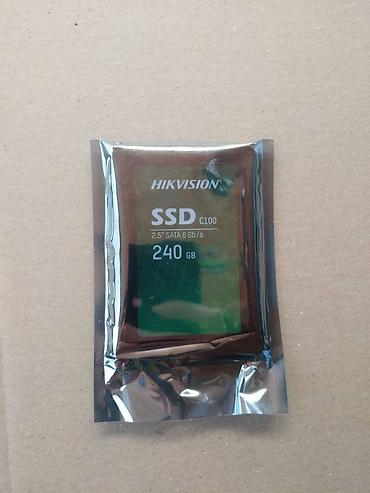 HIKVISION
SSD C100
2.5" SATA 6 Gb/s
240 GB